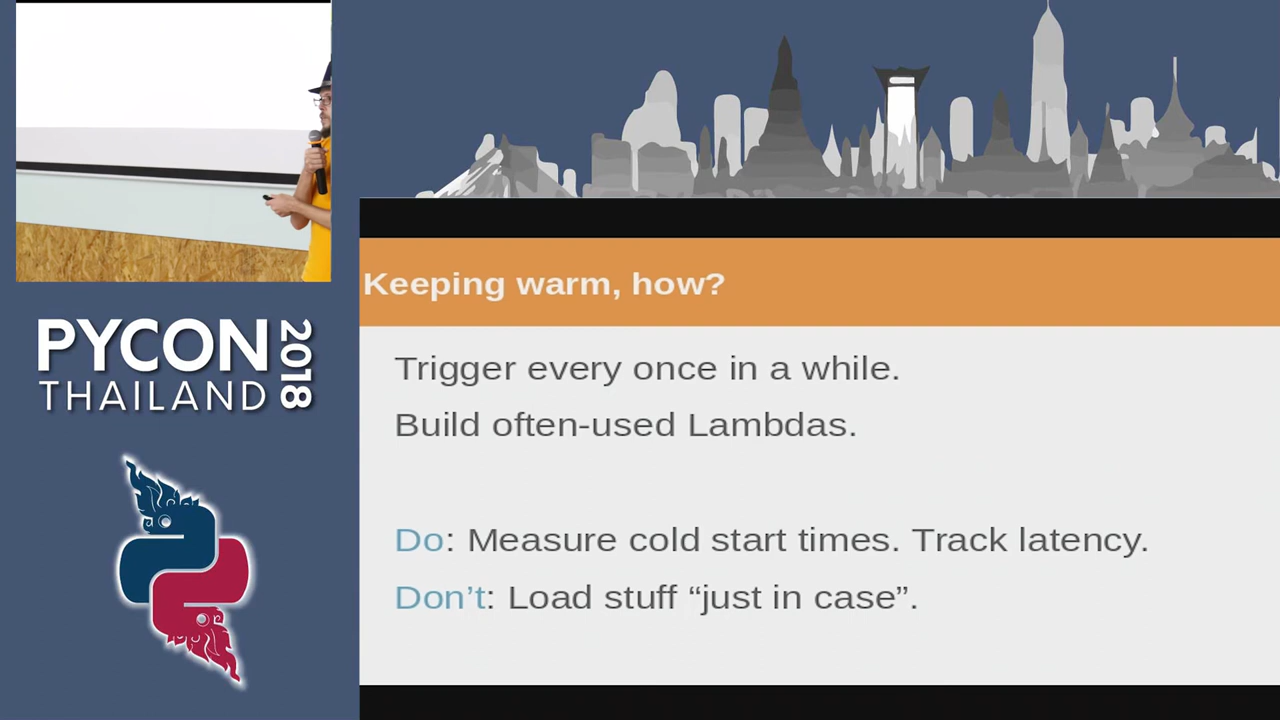 PYCON
THAILAND
2018
Keeping warm, how?
Trigger every once in a while.
Build often-used Lambdas.
Do: Measure cold start times. Track latency.
Don’t: Load stuff “just in case”.